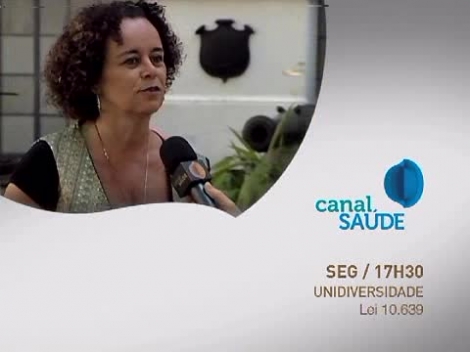 canal
SAÚDE
SEG / 17H30
UNIDIVERSIDADE
Lei 10.639